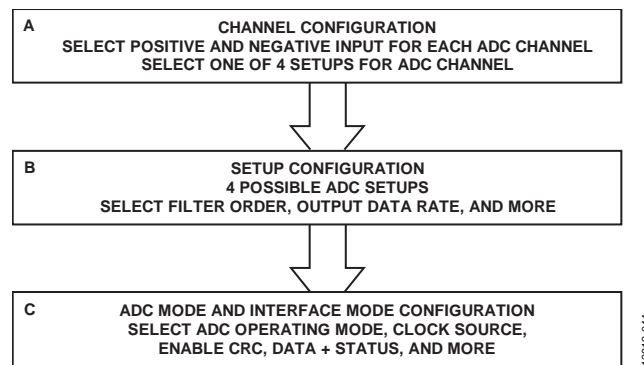 A
CHANNEL CONFIGURATION
SELECT POSITIVE AND NEGATIVE INPUT FOR EACH ADC CHANNEL
SELECT ONE OF 4 SETUPS FOR ADC CHANNEL
B
SETUP CONFIGURATION
4 POSSIBLE ADC SETUPS
SELECT FILTER ORDER, OUTPUT DATA RATE, AND MORE
C
ADC MODE AND INTERFACE MODE CONFIGURATION
SELECT ADC OPERATING MODE, CLOCK SOURCE,
ENABLE CRC, DATA + STATUS, AND MORE